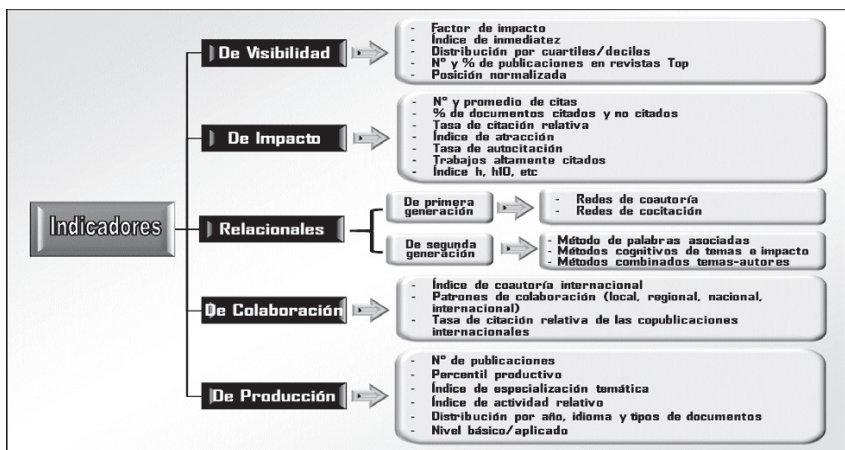 Indicadores
De Visibilidad
- Factor de impacto
- Índice de inmediatez
- Distribución por cuartiles/deciles
- N° y % de publicaciones en revistas Top
- Posición normalizada
De Impacto
- N° y promedio de citas
- % de documentos citados y no citados
- Tasa de citación relativa
- Índice de atracción
- Tasa de autocitación
- Trabajos altamente citados
- Índice h, h10, etc
Relacionales
De primera
generación
- Redes de coautoría
- Redes de cocitación
De segunda
generación
- Método de palabras asociadas
- Métodos cognitivos de temas e impacto
- Métodos combinados temas-autores
De Colaboración
- Índice de coautoría internacional
- Patrones de colaboración (local, regional, nacional,
internacional)
- Tasa de citación relativa de las copublicaciones
internacionales
De Producción
- N° de publicaciones
- Percentil productivo
- Índice de especialización temática
- Índice de actividad relativo
- Distribución por año, idioma y tipos de documentos
- Nivel básico/aplicado